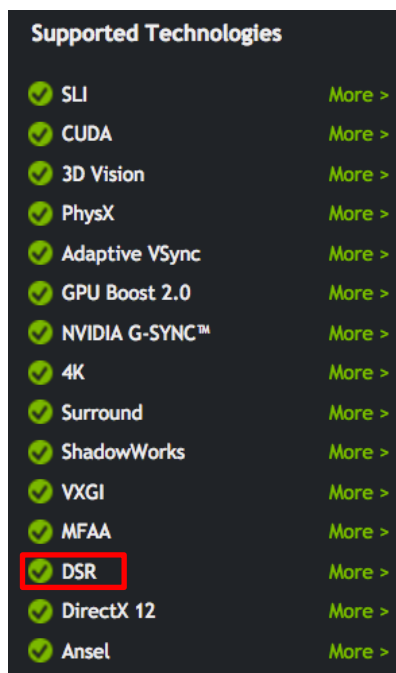 Supported Technologies
SLI More >
CUDA More >
3D Vision More >
PhysX More >
Adaptive VSync More >
GPU Boost 2.0 More >
NVIDIA G-SYNC™ More >
4K More >
Surround More >
ShadowWorks More >
VXGI More >
MFAA More >
DSR More >
DirectX 12 More >
Ansel More >